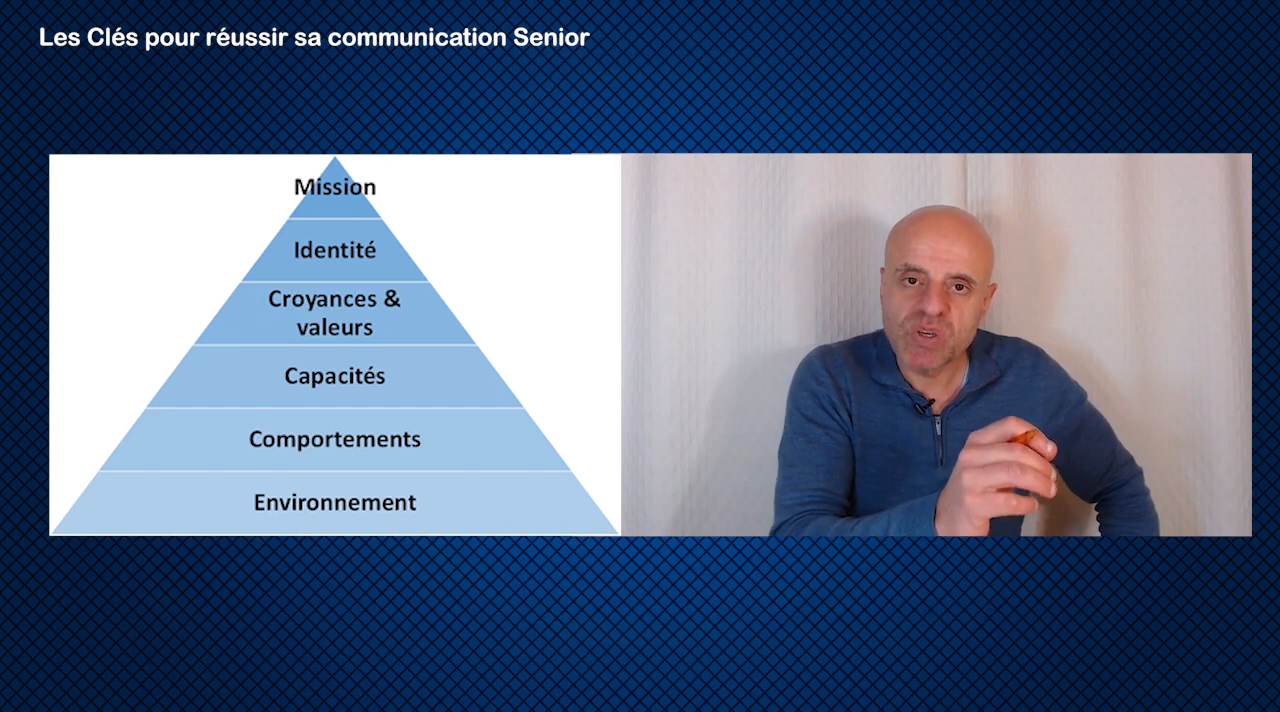 Les Clés pour réussir sa communication Senior
Mission
Identité
Croyances &
valeurs
Capacités
Comportements
Environnement